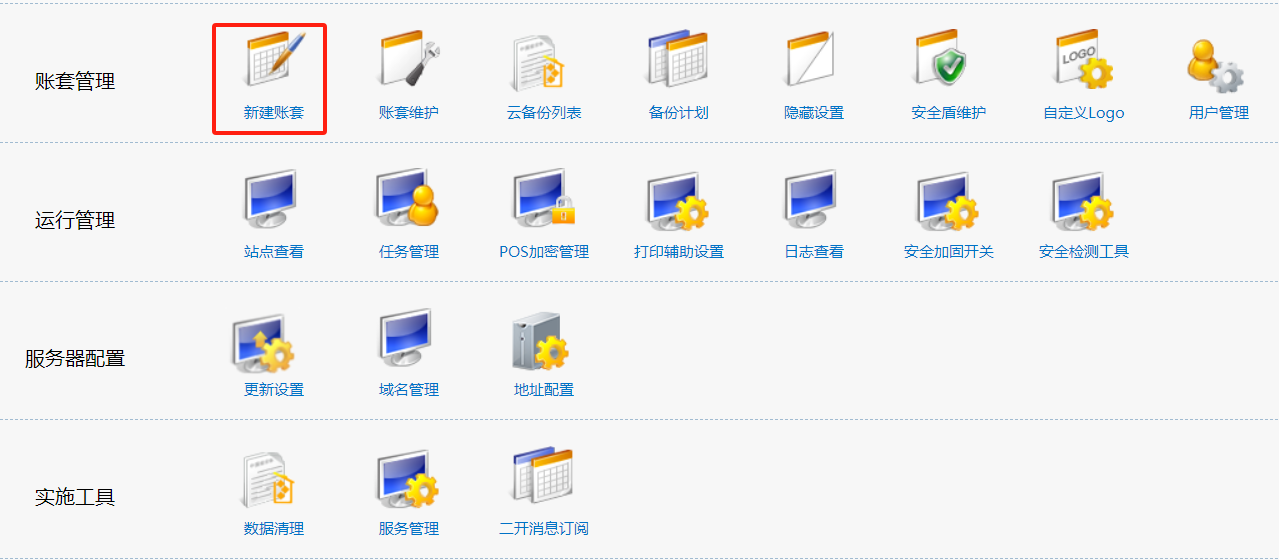 账套管理
新建账套
账套维护
云备份列表
备份计划
隐藏设置
安全盾维护
LOGO
自定义Logo
用户管理
运行管理
站点查看
任务管理
POS加密管理
打印辅助设置
日志查看
安全加固开关
安全检测工具
服务器配置
更新设置
域名管理
地址配置
实施工具
数据清理
服务管理
二开消息订阅